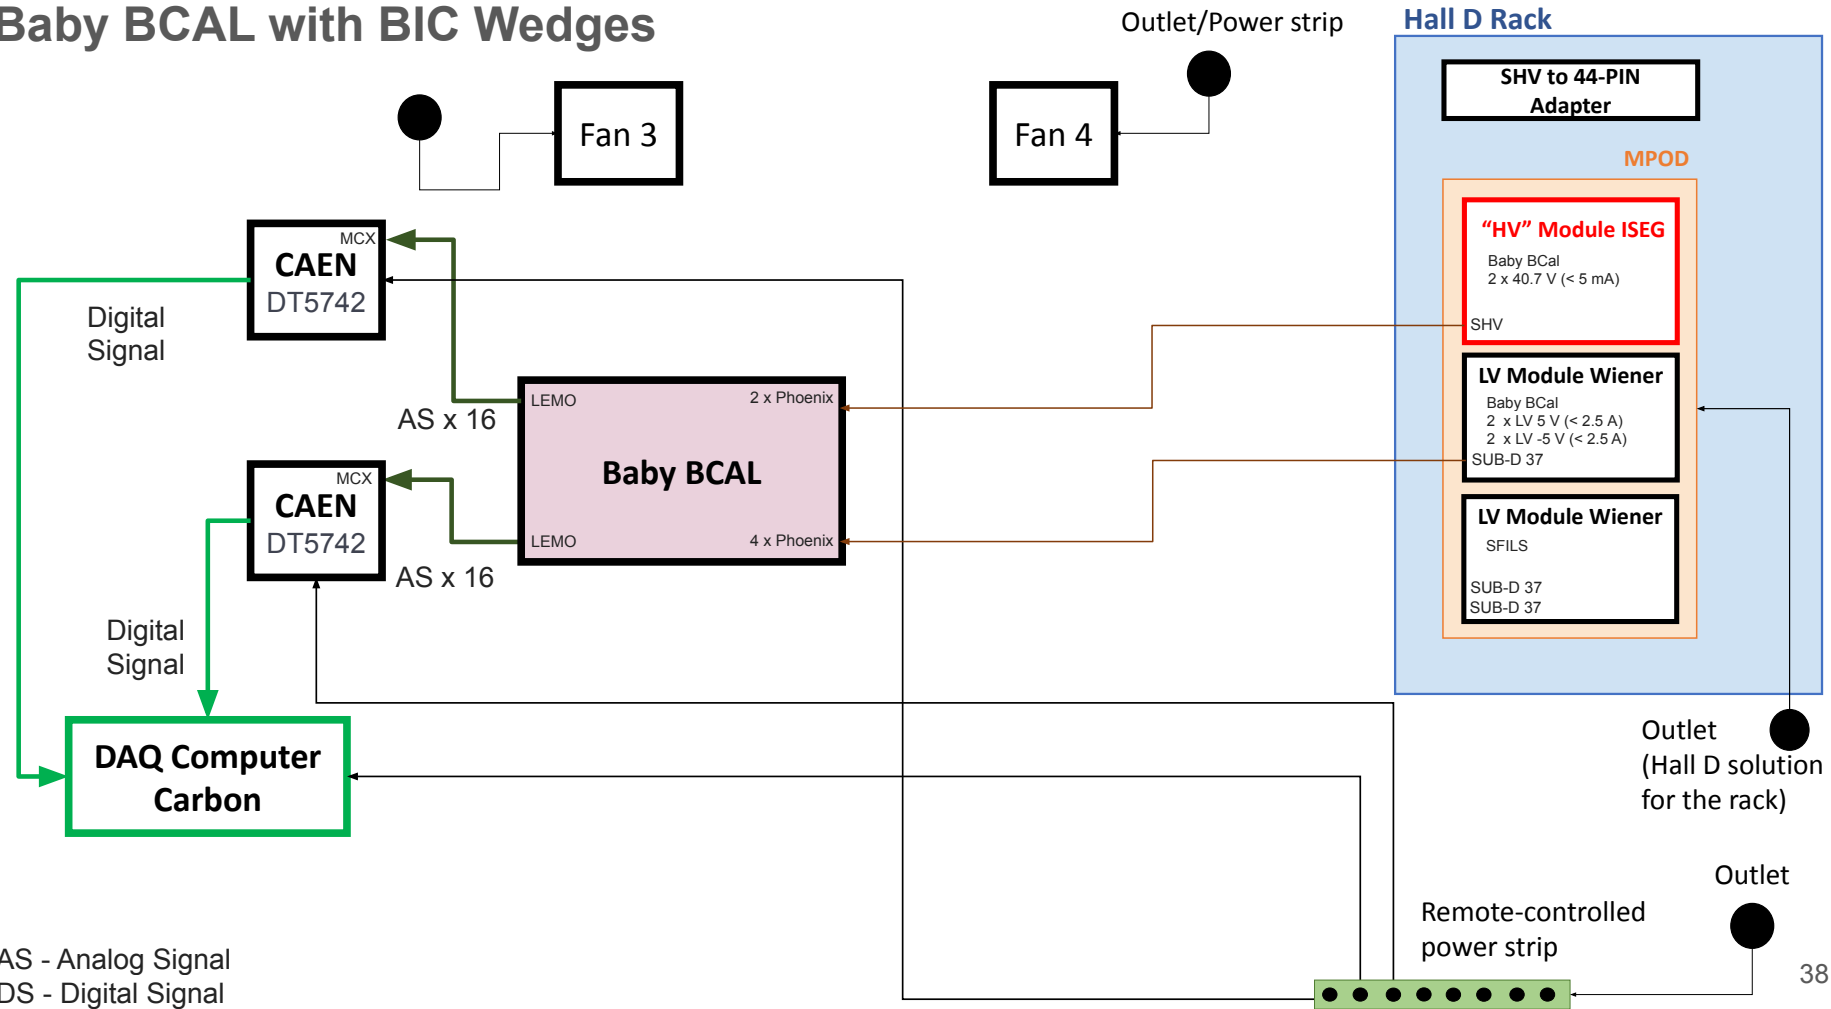 Baby BCAL with BIC Wedges
Outlet/Power strip
Hall D Rack
Fan 3
Fan 4
SHV to 44-PIN
Adapter
MPOD
"HV" Module ISEG
Baby BCal
2 x 40.7 V (< 5 mA)
SHV
LV Module Wiener
Baby BCal
2 x LV 5 V (< 2.5 A)
2 x LV -5 V (< 2.5 A)
SUB-D 37
LV Module Wiener
SFILS
SUB-D 37
SUB-D 37
MCX
CAEN
DT5742
Digital
Signal
AS x 16
LEMO
2 x Phoenix
Baby BCAL
LEMO
4 x Phoenix
MCX
CAEN
DT5742
AS x 16
Digital
Signal
DAQ Computer
Carbon
Outlet
(Hall D solution
for the rack)
Outlet
Remote-controlled
power strip
AS - Analog Signal
DS - Digital Signal
38